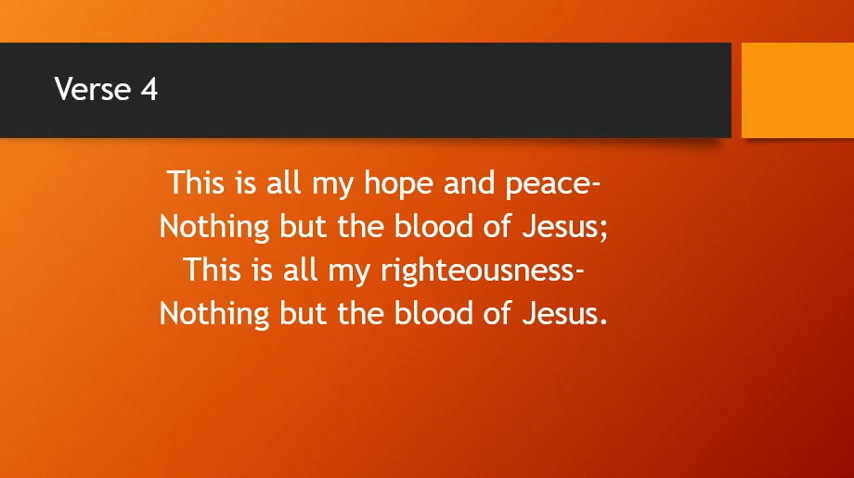 Verse 4
This is all my hope and peace-
Nothing but the blood of Jesus;
This is all my righteousness-
Nothing but the blood of Jesus.